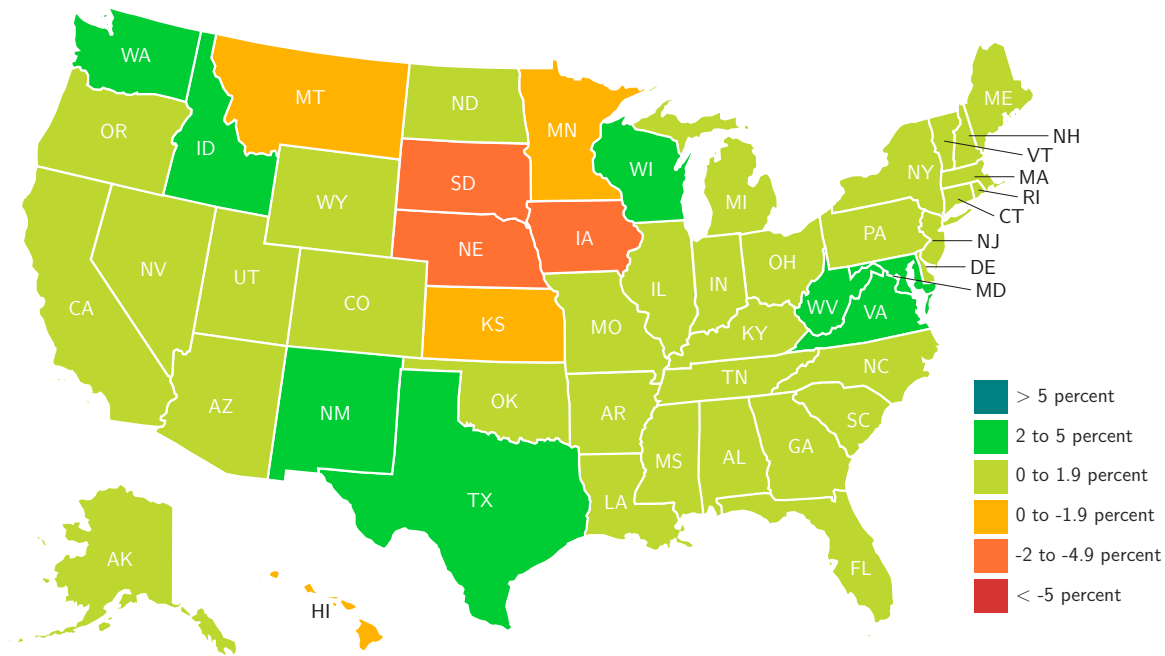 WA
MT
ND
ME
OR
ID
MN
NH
VT
WI
SD
WY
NY
MA
MI
RI
CT
NE
IA
PA
NJ
NV
UT
OH
DE
IL
IN
MD
CO
CA
WV
VA
KS
MO
KY
NC
TN
> 5 percent
AZ
NM
OK
AR
SC
2 to 5 percent
GA
MS
AL
0 to 1.9 percent
TX
LA
0 to -1.9 percent
AK
FL
-2 to -4.9 percent
HI
< -5 percent